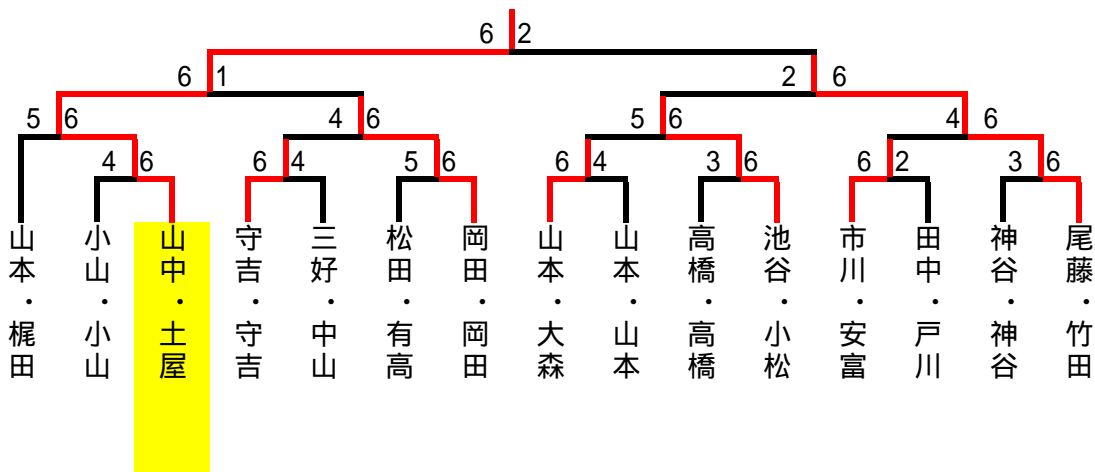 6 2
6 1 2 6
5 6 4 6 5 6 4 6
4 6 6 4 5 6 6 4 3 6 6 2 3 6
山本・梶田
小山・小山
山中・土屋
守吉・守吉
三好・中山
松田・有高
岡田・岡田
山本・大森
山本・山本
高橋・高橋
池谷・小松
市川・安富
田中・戸川
神谷・神谷
尾藤・竹田